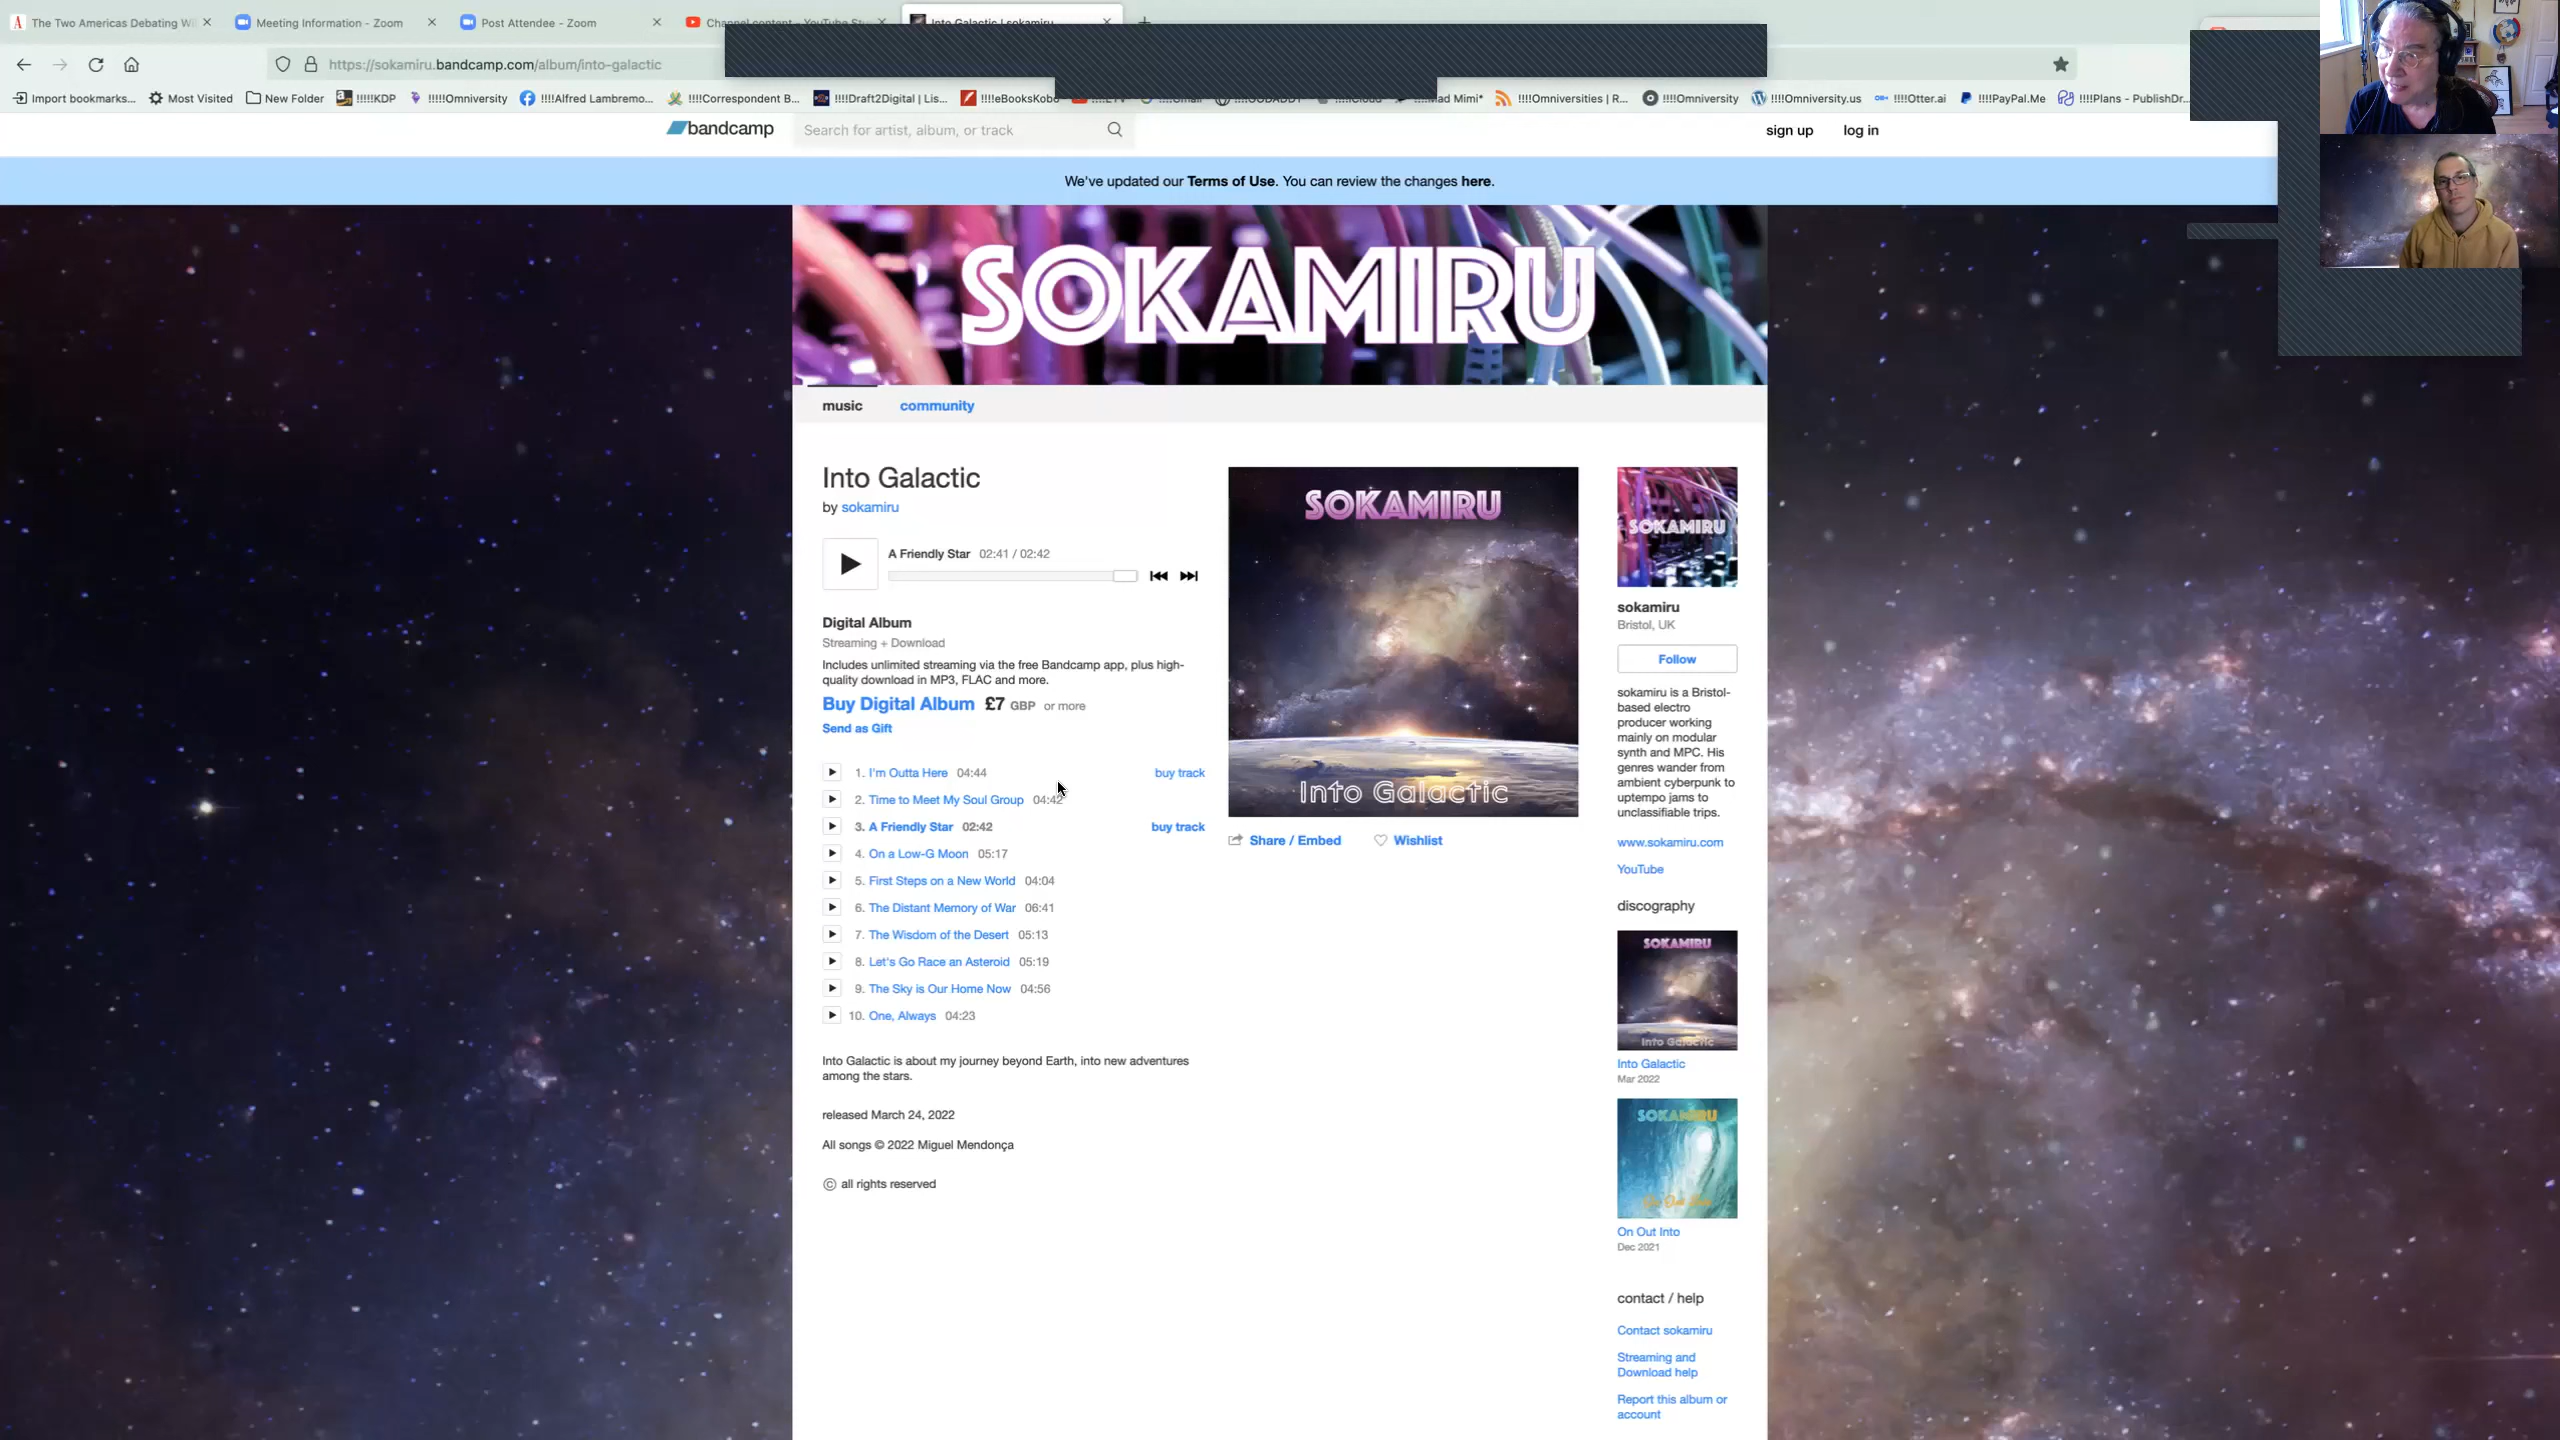 The Two Americas Debating
Meeting Information - Zoom
Post Attendee - Zoom
Channel content - YouTube
Into Galactic | sokamiru
https://sokamiru.bandcamp.com/album/into-galactic
Import bookmarks...
Most Visited
New Folder
!!!!!KDP
!!!!!Omniversity
!!!!Alfred Lambremo...
!!!!Correspondent B...
!!!!Draft2Digital | Lis...
!!!!eBooksKobo
!!!!Omniversities | R...
!!!!Omniversity
!!!!Omniversity.us
!!!!Otter.ai
!!!!PayPal.Me
!!!!Plans - PublishDr...
bandcamp
Search for artist, album, or track
sign up
log in
We've updated our Terms of Use. You can review the changes here.
SOKAMIRU
music
community
Into Galactic
by sokamiru
A Friendly Star 02:41 / 02:42
Digital Album
Streaming + Download
Includes unlimited streaming via the free Bandcamp app, plus high-
quality download in MP3, FLAC and more.
Buy Digital Album £7 GBP or more
Send as Gift
1. I'm Outta Here 04:44 buy track
2. Time to Meet My Soul Group 04:42
3. A Friendly Star 02:42 buy track
4. On a Low-G Moon 05:17
5. First Steps on a New World 04:04
6. The Distant Memory of War 06:41
7. The Wisdom of the Desert 05:13
8. Let's Go Race an Asteroid 05:19
9. The Sky is Our Home Now 04:56
10. One, Always 04:23
Into Galactic is about my journey beyond Earth, into new adventures
among the stars.
released March 24, 2022
All songs © 2022 Miguel Mendonça
© all rights reserved
SOKAMIRU
Into Galactic
Share / Embed
Wishlist
SOKAMIRU
sokamiru
Bristol, UK
Follow
sokamiru is a Bristol-
based electro
producer working
mainly on modular
synth and MPC. His
genres wander from
ambient cyberpunk to
uptempo jams to
unclassifiable trips.
www.sokamiru.com
YouTube
discography
SOKAMIRU
Into Galactic
Into Galactic
Mar 2022
SOKAMIRU
On Out Into
On Out Into
Dec 2021
contact / help
Contact sokamiru
Streaming and
Download help
Report this album or
account